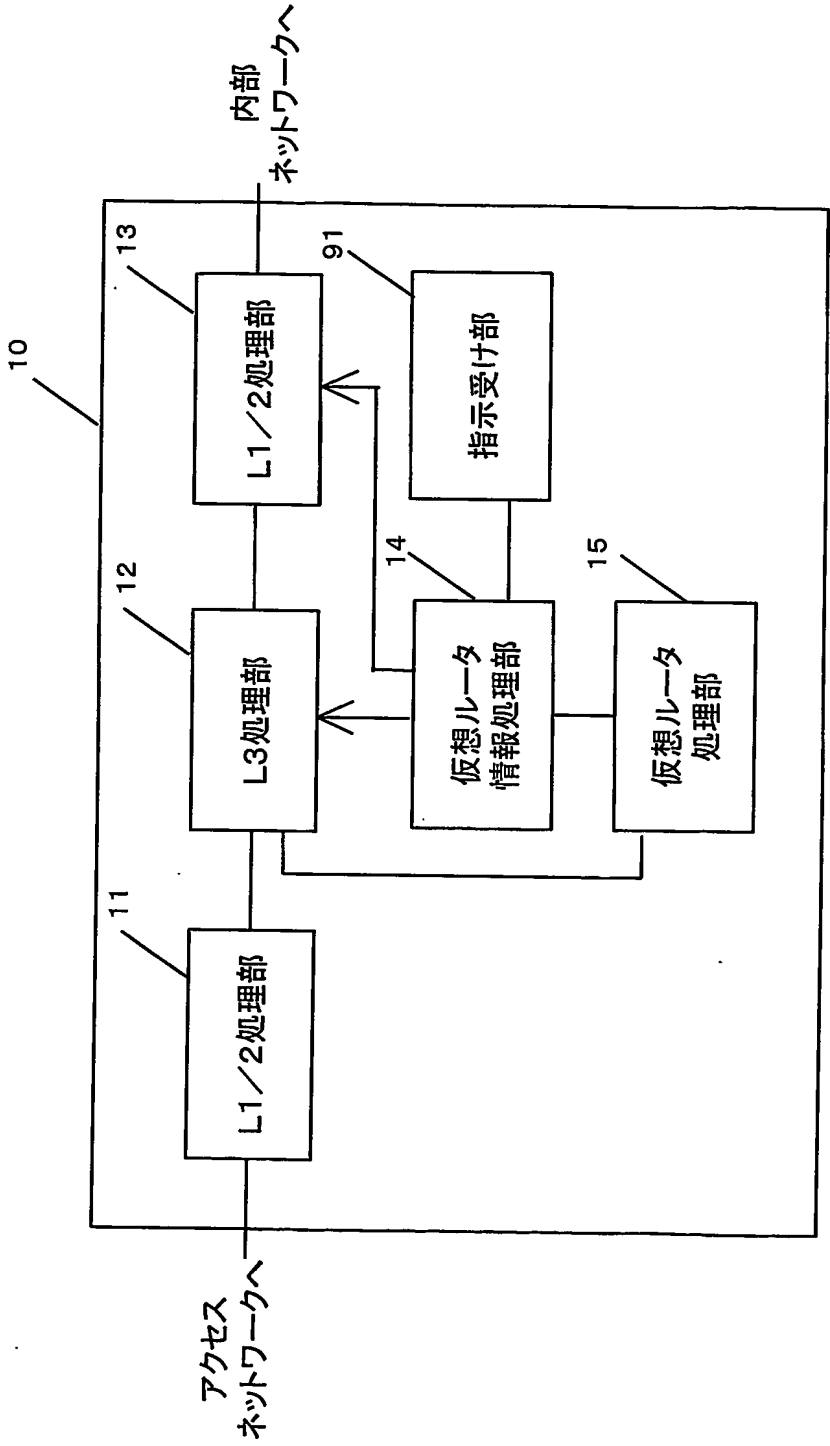 10
アクセス
ネットワークへ
11
L1／2処理部
12
L3処理部
13
L1／2処理部
内部
ネットワークへ
14
仮想ルータ
情報処理部
91
指示受け部
15
仮想ルータ
処理部